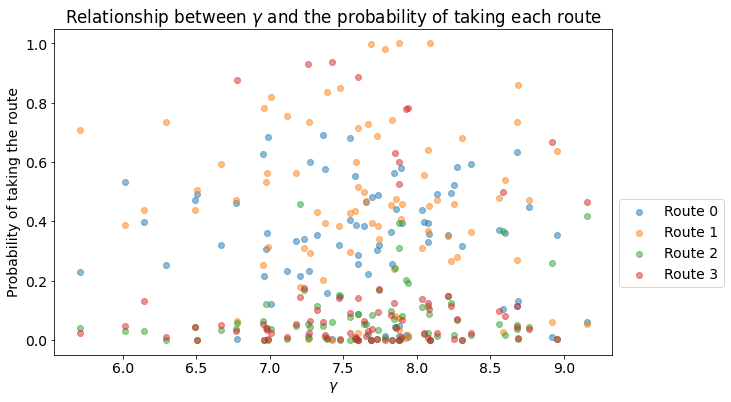 Relationship between γ and the probability of taking each route
Probability of taking the route
1.0
0.8
0.6
0.4
0.2
0.0
6.0 6.5 7.0 7.5 8.0 8.5 9.0
γ
Route 0
Route 1
Route 2
Route 3